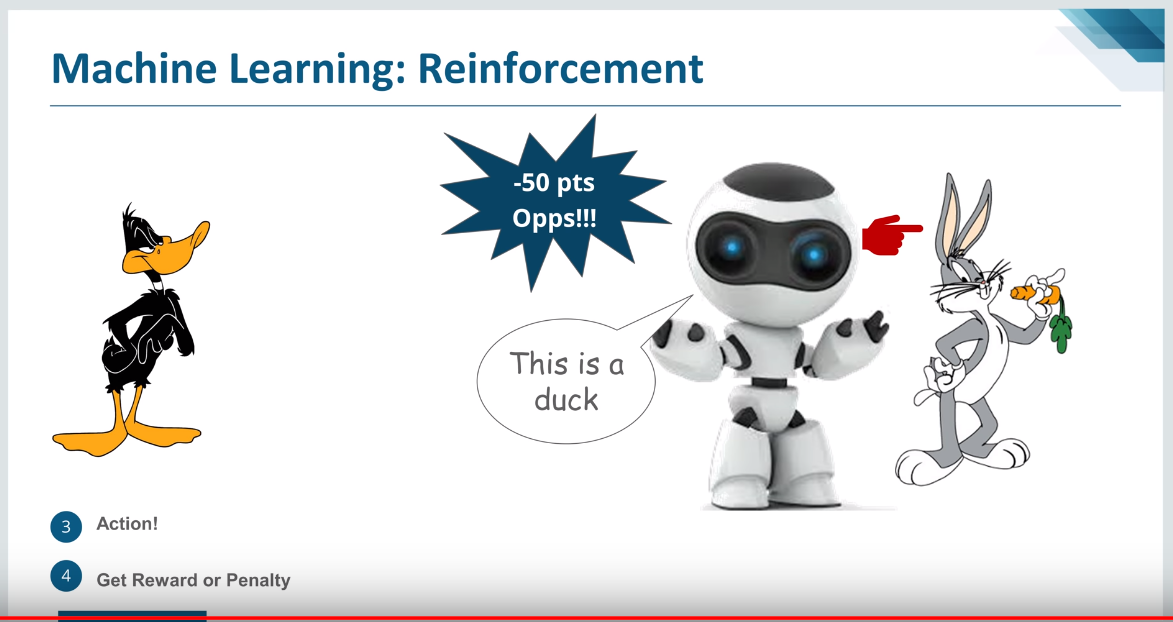 Machine Learning: Reinforcement
-50 pts
Opps!!!
This is a
duck
3 Action!
4 Get Reward or Penalty